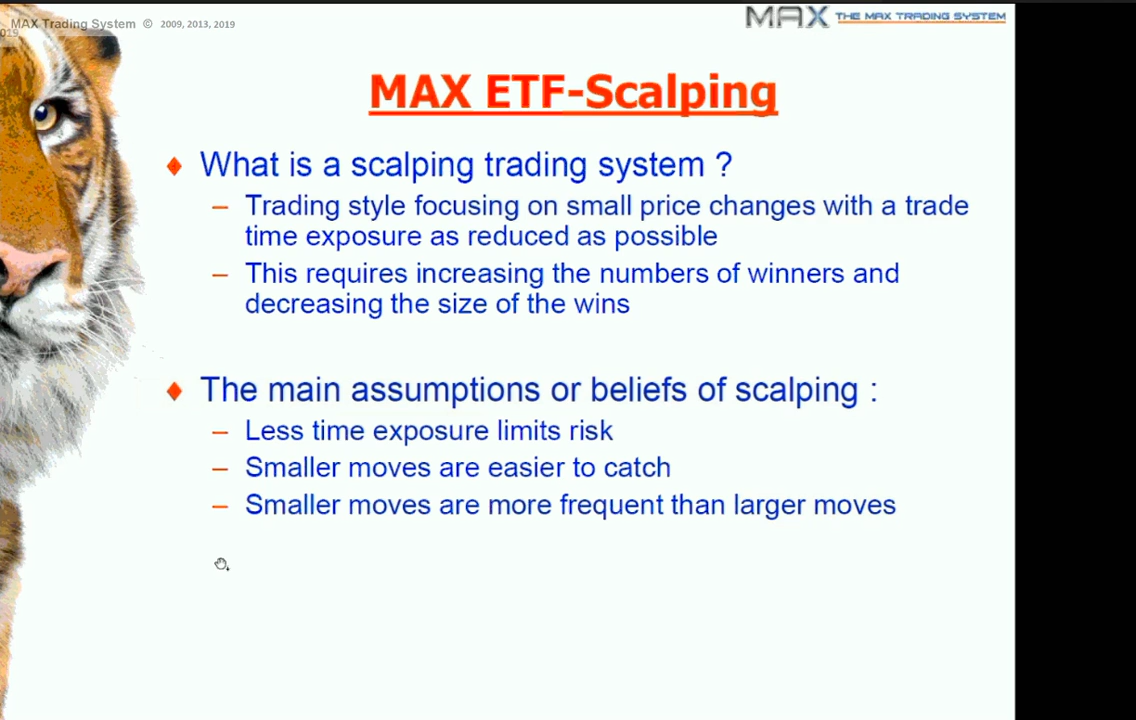 MAX Trading System © 2009, 2013, 2019
019
MAX THE MAX TRADING SYSTEM
MAX ETF-Scalping
What is a scalping trading system ?
– Trading style focusing on small price changes with a trade
time exposure as reduced as possible
– This requires increasing the numbers of winners and
decreasing the size of the wins
The main assumptions or beliefs of scalping :
– Less time exposure limits risk
– Smaller moves are easier to catch
– Smaller moves are more frequent than larger moves